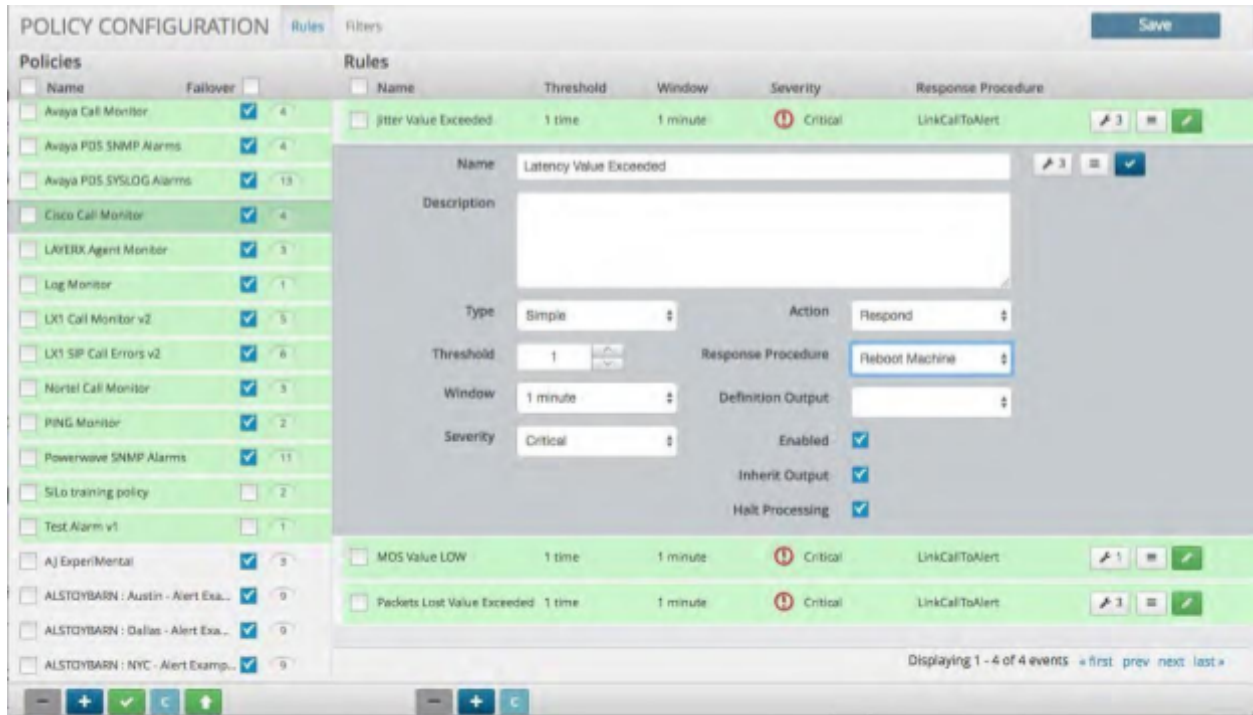 POLICY CONFIGURATION Rules Filters Save
Policies
Name Failover
Avaya Call Monitor 4
Avaya PDS SNMP Alarms 4
Avaya PDS SYSLOG Alarms 13
Cisco Call Monitor 4
LAYERX Agent Monitor 3
Log Monitor 1
LX1 Call Monitor v2 5
LX1 SIP Call Errors v2 6
Nortel Call Monitor 3
PING Monitor 2
Powerwave SNMP Alarms 11
SiLo training policy 2
Test Alarm v1 1
AJ ExperiMental 3
ALSTOYBARN : Austin - Alert Exa... 9
ALSTOYBARN : Dallas - Alert Exa... 9
ALSTOYBARN : NYC - Alert Examp... 9
C
Rules
Name Threshold Window Severity Response Procedure
Jitter Value Exceeded 1 time 1 minute Critical LinkCallToAlert 3
Name Latency Value Exceeded 3
Description
Type Simple Action Respond
Threshold 1 Response Procedure Reboot Machine
Window 1 minute Definition Output
Severity Critical Enabled
Inherit Output
Halt Processing
MOS Value LOW 1 time 1 minute Critical LinkCallToAlert 1
Packets Lost Value Exceeded 1 time 1 minute Critical LinkCallToAlert 3
Displaying 1 - 4 of 4 events « first prev next last »
C